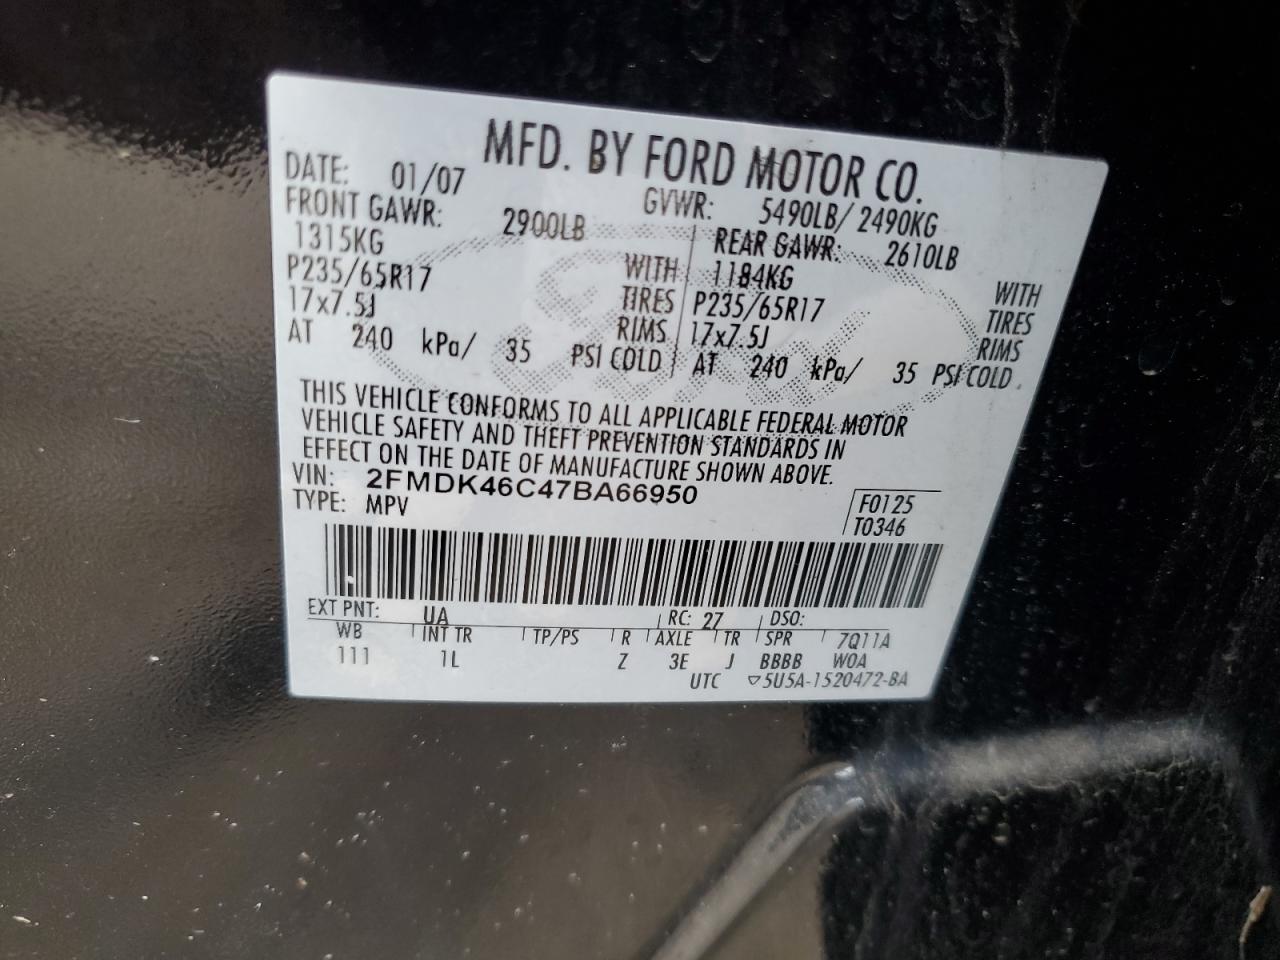 MFD. BY FORD MOTOR CO.
DATE: 01/07 GVWR: 5490LB/ 2490KG
FRONT GAWR: 2900LB REAR GAWR: 2610LB
1315KG WITH 1184KG WITH
P235/65R17 TIRES P235/65R17 TIRES
17x7.5J RIMS 17x7.5J RIMS
AT 240 kPa/ 35 PSI COLD AT 240 kPa/ 35 PSI COLD
THIS VEHICLE CONFORMS TO ALL APPLICABLE FEDERAL MOTOR
VEHICLE SAFETY AND THEFT PREVENTION STANDARDS IN
EFFECT ON THE DATE OF MANUFACTURE SHOWN ABOVE.
VIN: 2FMDK46C47BA66950
TYPE: MPV F0125
T0346
EXT PNT: UA RC: 27 DSO:
WB INT TR TP/PS R AXLE TR SPR 7Q11A
111 1L Z 3E J BBBB WOA
UTC ▽5U5A-1520472-BA